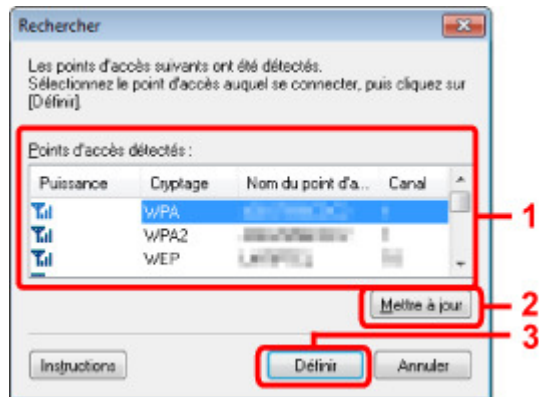 Rechercher
Les points d'accès suivants ont été détectés.
Sélectionnez le point d'accès auquel se connecter, puis cliquez sur
[Définir].
Points d'accès détectés :
Puissance Cryptage Nom du point d'a... Canal
WPA
WPA2
WEP
1
Mettre à jour
2
3
Instructions Définir Annuler